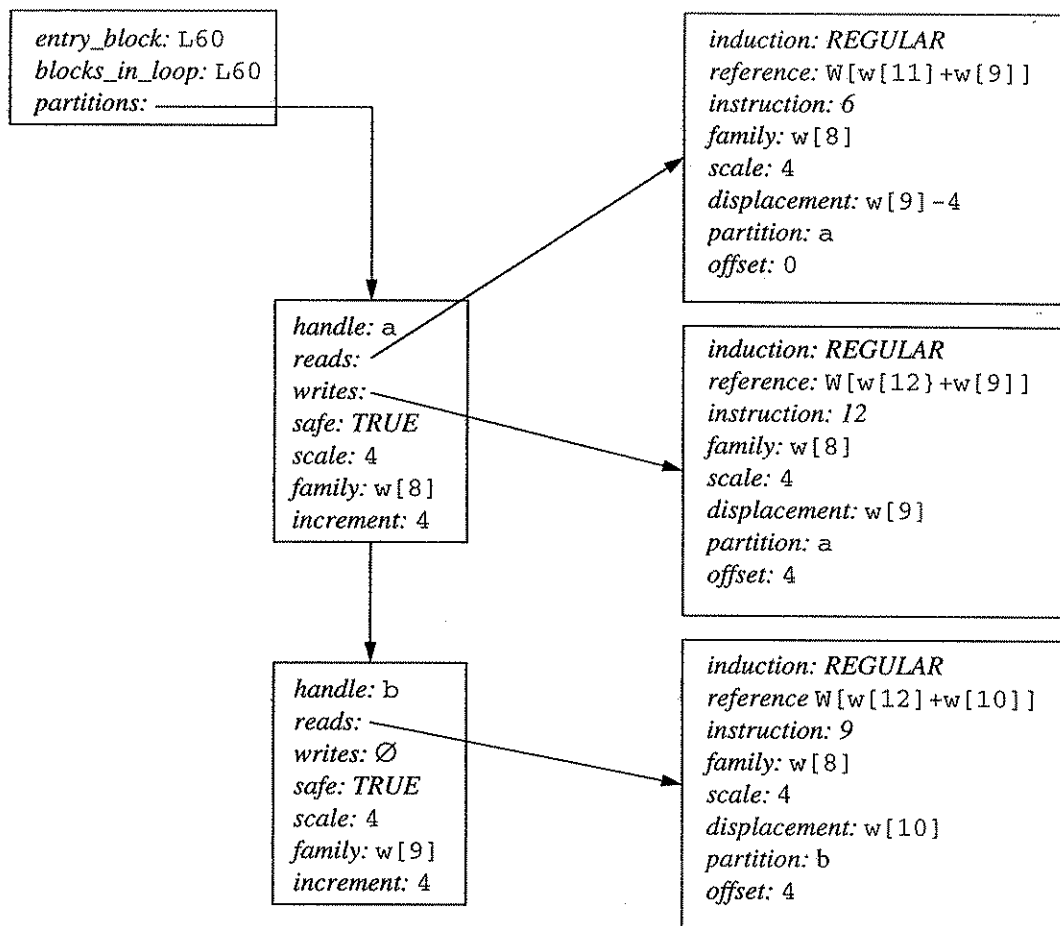 entry_block: L60
blocks_in_loop: L60
partitions:
handle: a
reads:
writes:
safe: TRUE
scale: 4
family: w[8]
increment: 4
handle: b
reads:
writes: Ø
safe: TRUE
scale: 4
family: w[9]
increment: 4
induction: REGULAR
reference: W[w[11]+w[9]]
instruction: 6
family: w[8]
scale: 4
displacement: w[9]-4
partition: a
offset: 0
induction: REGULAR
reference: W[w[12}+w[9]]
instruction: 12
family: w[8]
scale: 4
displacement: w[9]
partition: a
offset: 4
induction: REGULAR
reference W[w[12]+w[10]]
instruction: 9
family: w[8]
scale: 4
displacement: w[10]
partition: b
offset: 4